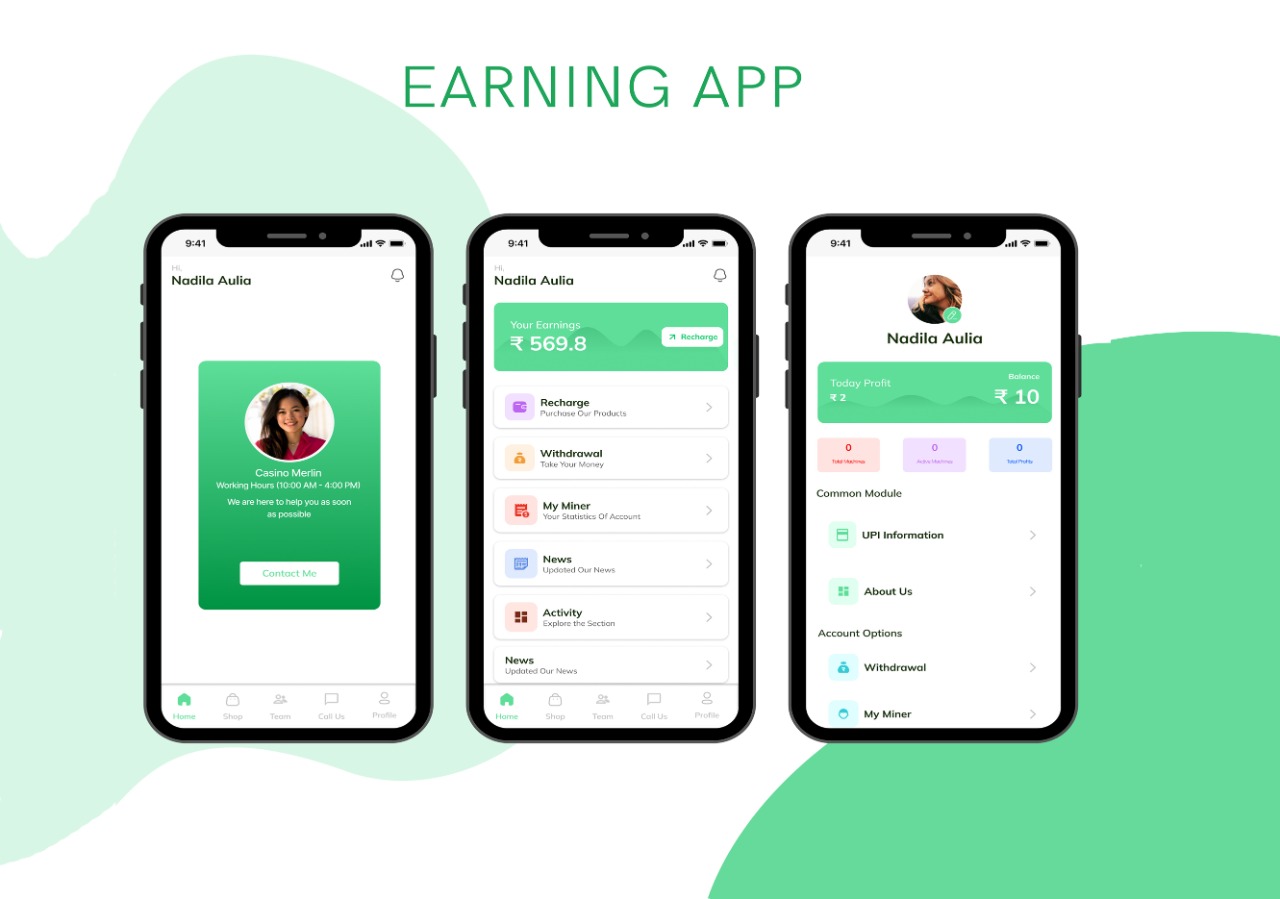 EARNING APP
9:41
Hi,
Nadila Aulia
Casino Merlin
Working Hours (10:00 AM - 4:00 PM)
We are here to help you as soon
as possible
Contact Me
Home Shop Team Call Us Profile
9:41
Hi,
Nadila Aulia
Your Earnings
₹ 569.8
Recharge
Recharge
Purchase Our Products
Withdrawal
Take Your Money
My Miner
Your Statistics Of Account
News
Updated Our News
Activity
Explore the Section
News
Updated Our News
Home Shop Team Call Us Profile
9:41
Nadila Aulia
Today Profit
₹ 2
Balance
₹ 10
0
Total Machines
0
Active Machines
0
Total Profits
Common Module
UPI Information
About Us
Account Options
Withdrawal
My Miner